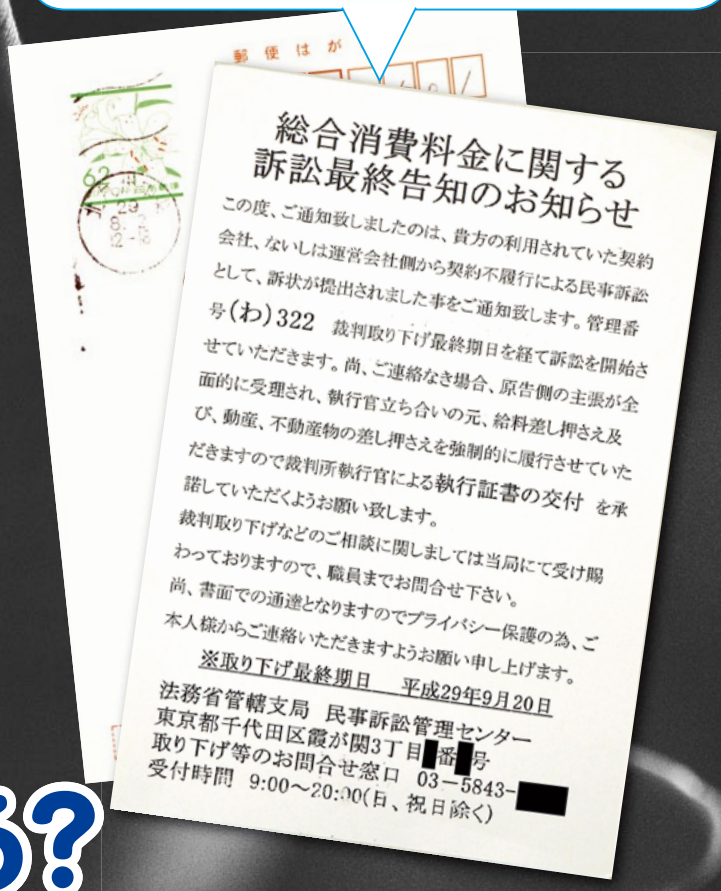 郵便はが
62
29
8.
12-18
総合消費料金に関する
訴訟最終告知のお知らせ
この度、ご通知致しましたのは、貴方の利用されていた契約
会社、ないしは運営会社側から契約不履行による民事訴訟
として、訴状が提出されました事をご通知致します。管理番
号(わ)322 裁判取り下げ最終期日を経て訴訟を開始さ
せていただきます。尚、ご連絡なき場合、原告側の主張が全
面的に受理され、執行官立ち合いの元、給料差し押さえ及
び、動産、不動産物の差し押さえを強制的に履行させていた
だきますので裁判所執行官による執行証書の交付 を承
諾していただくようお願い致します。
裁判取り下げなどのご相談に関しましては当局にて受け賜
わっておりますので、職員までお問合せ下さい。
尚、書面での通達となりますのでプライバシー保護の為、ご
本人様からご連絡いただきますようお願い申し上げます。
※取り下げ最終期日 平成29年9月20日
法務省管轄支局 民事訴訟管理センター
東京都千代田区霞が関3丁目 番 号
取り下げ等のお問合せ窓口 03-5843-
受付時間 9:00~20:00(日、祝日除く)
?